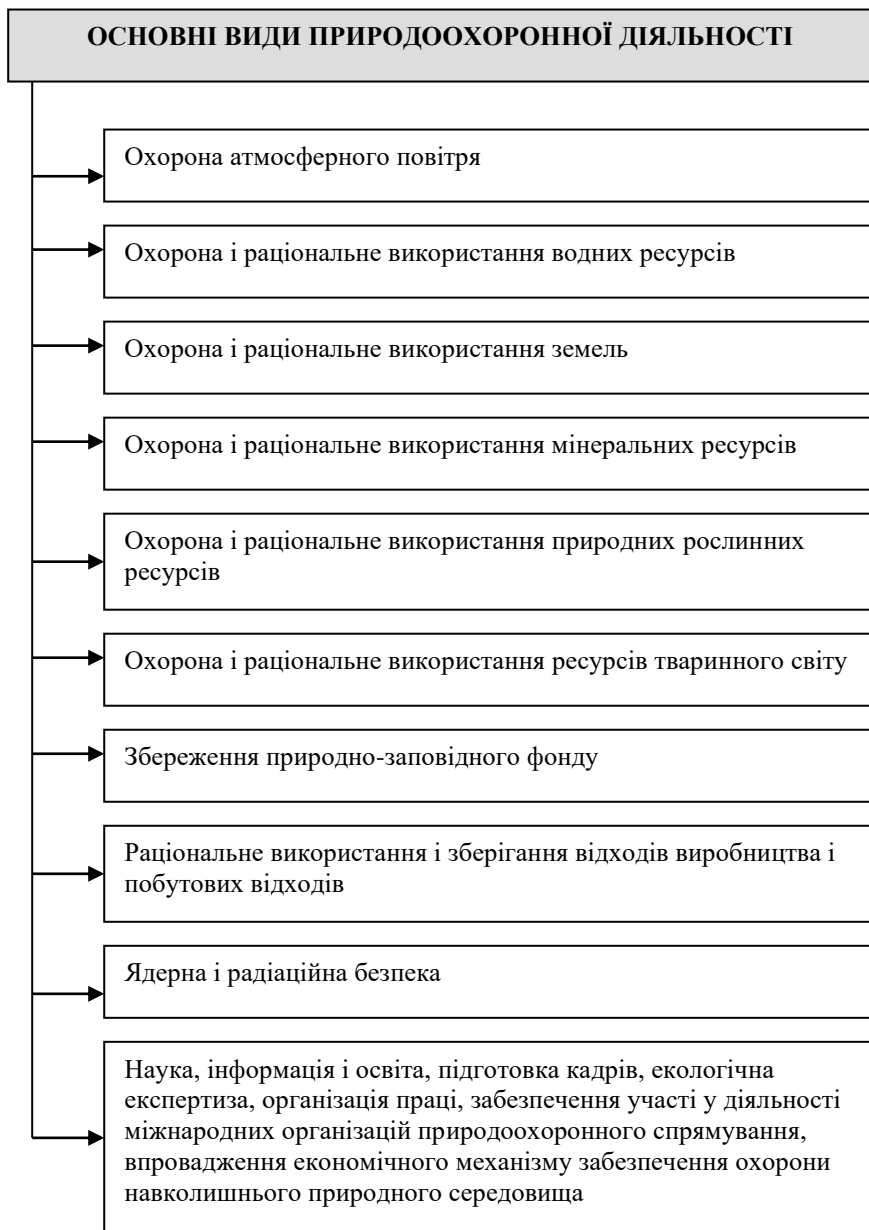 ОСНОВНІ ВИДИ ПРИРОДООХОРОННОЇ ДІЯЛЬНОСТІ
Охорона атмосферного повітря
Охорона і раціональне використання водних ресурсів
Охорона і раціональне використання земель
Охорона і раціональне використання мінеральних ресурсів
Охорона і раціональне використання природних рослинних
ресурсів
Охорона і раціональне використання ресурсів тваринного світу
Збереження природно-заповідного фонду
Раціональне використання і зберігання відходів виробництва і
побутових відходів
Ядерна і радіаційна безпека
Наука, інформація і освіта, підготовка кадрів, екологічна
експертиза, організація праці, забезпечення участі у діяльності
міжнародних організацій природоохоронного спрямування,
впровадження економічного механізму забезпечення охорони
навколишнього природного середовища